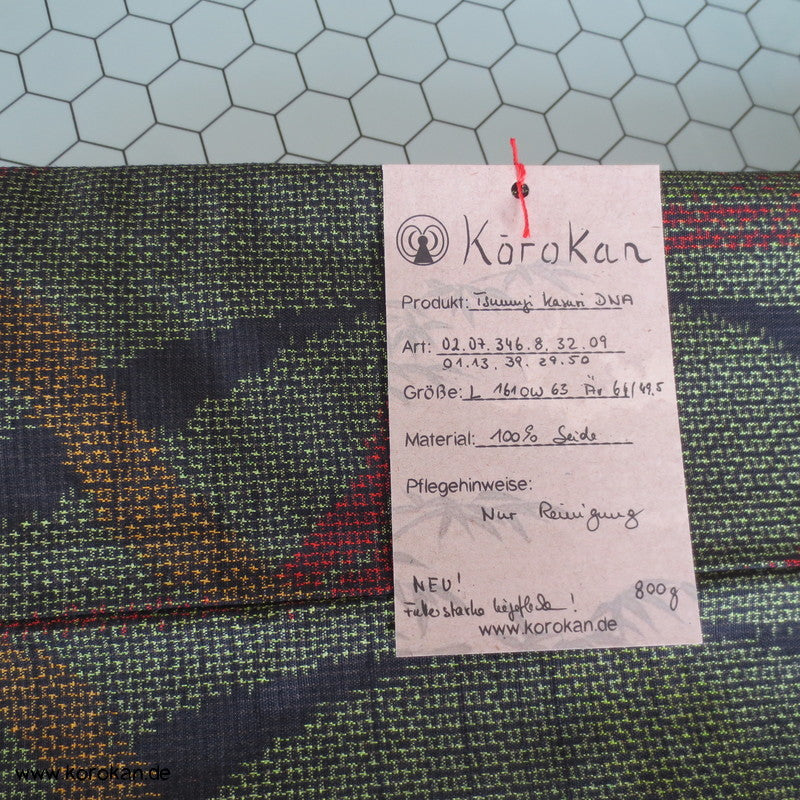 Kōrokan
Produkt: Tsumugi Kasuri DNA
Art: 02.07.346.8.32.09
01.13.39.29.50
Größe: L 161 OW 63 Är 64/49.5
Material: 100% Seide
Pflegehinweise:
Nur Reinigung
NEU!
800g
www.korokan.de
www.korokan.de